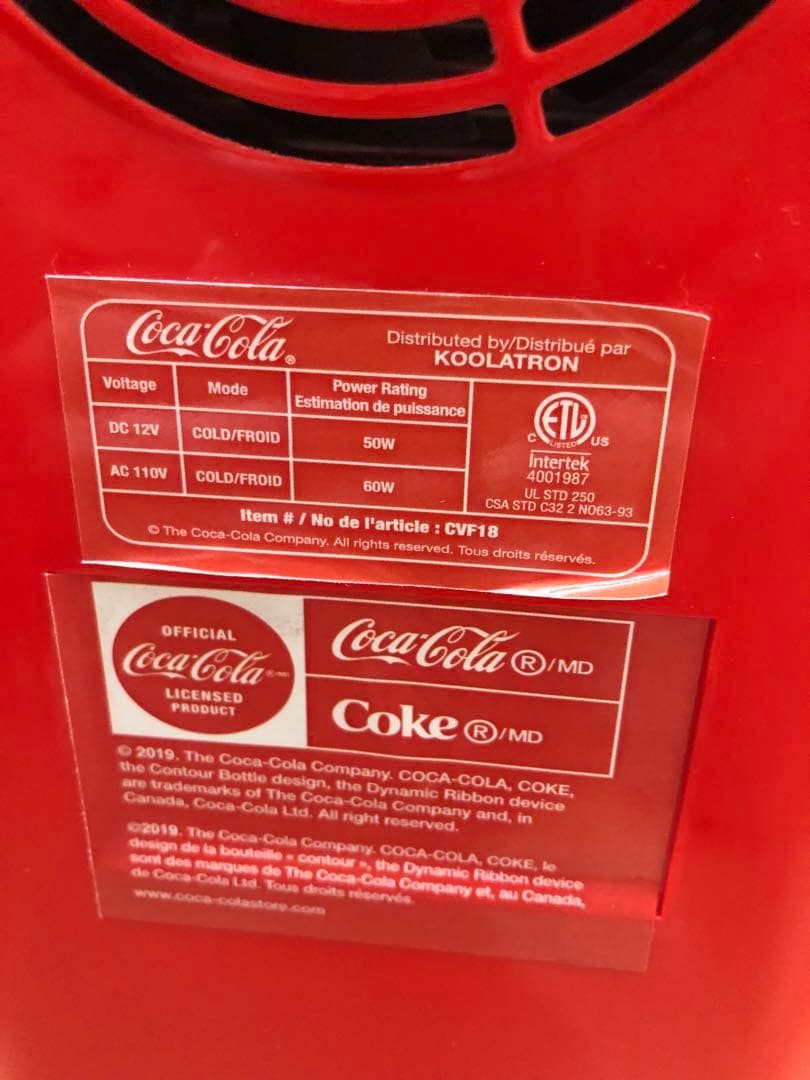 Coca-Cola®
Distributed by/Distribué par
KOOLATRON
Voltage Mode Power Rating
Estimation de puissance
DC 12V COLD/FROID 50W
AC 110V COLD/FROID 60W
C ETL US
LISTED
Intertek
4001987
UL STD 250
CSA STD C32 2 NO63-93
Item # / No de l'article : CVF18
© The Coca-Cola Company. All rights reserved. Tous droits réservés.
OFFICIAL
Coca-Cola ®/MD
LICENSED
PRODUCT
Coca-Cola ®/MD
Coke ®/MD
© 2019. The Coca-Cola Company. COCA-COLA, COKE,
the Contour Bottle design, the Dynamic Ribbon device
are trademarks of The Coca-Cola Company and, in
Canada, Coca-Cola Ltd. All right reserved.
©2019. The Coca-Cola Company. COCA-COLA, COKE, le
design de la bouteille « contour », the Dynamic Ribbon device
sont des marques de The Coca-Cola Company et, au Canada,
de Coca-Cola Ltd. Tous droits réservés.
www.coca-colastore.com